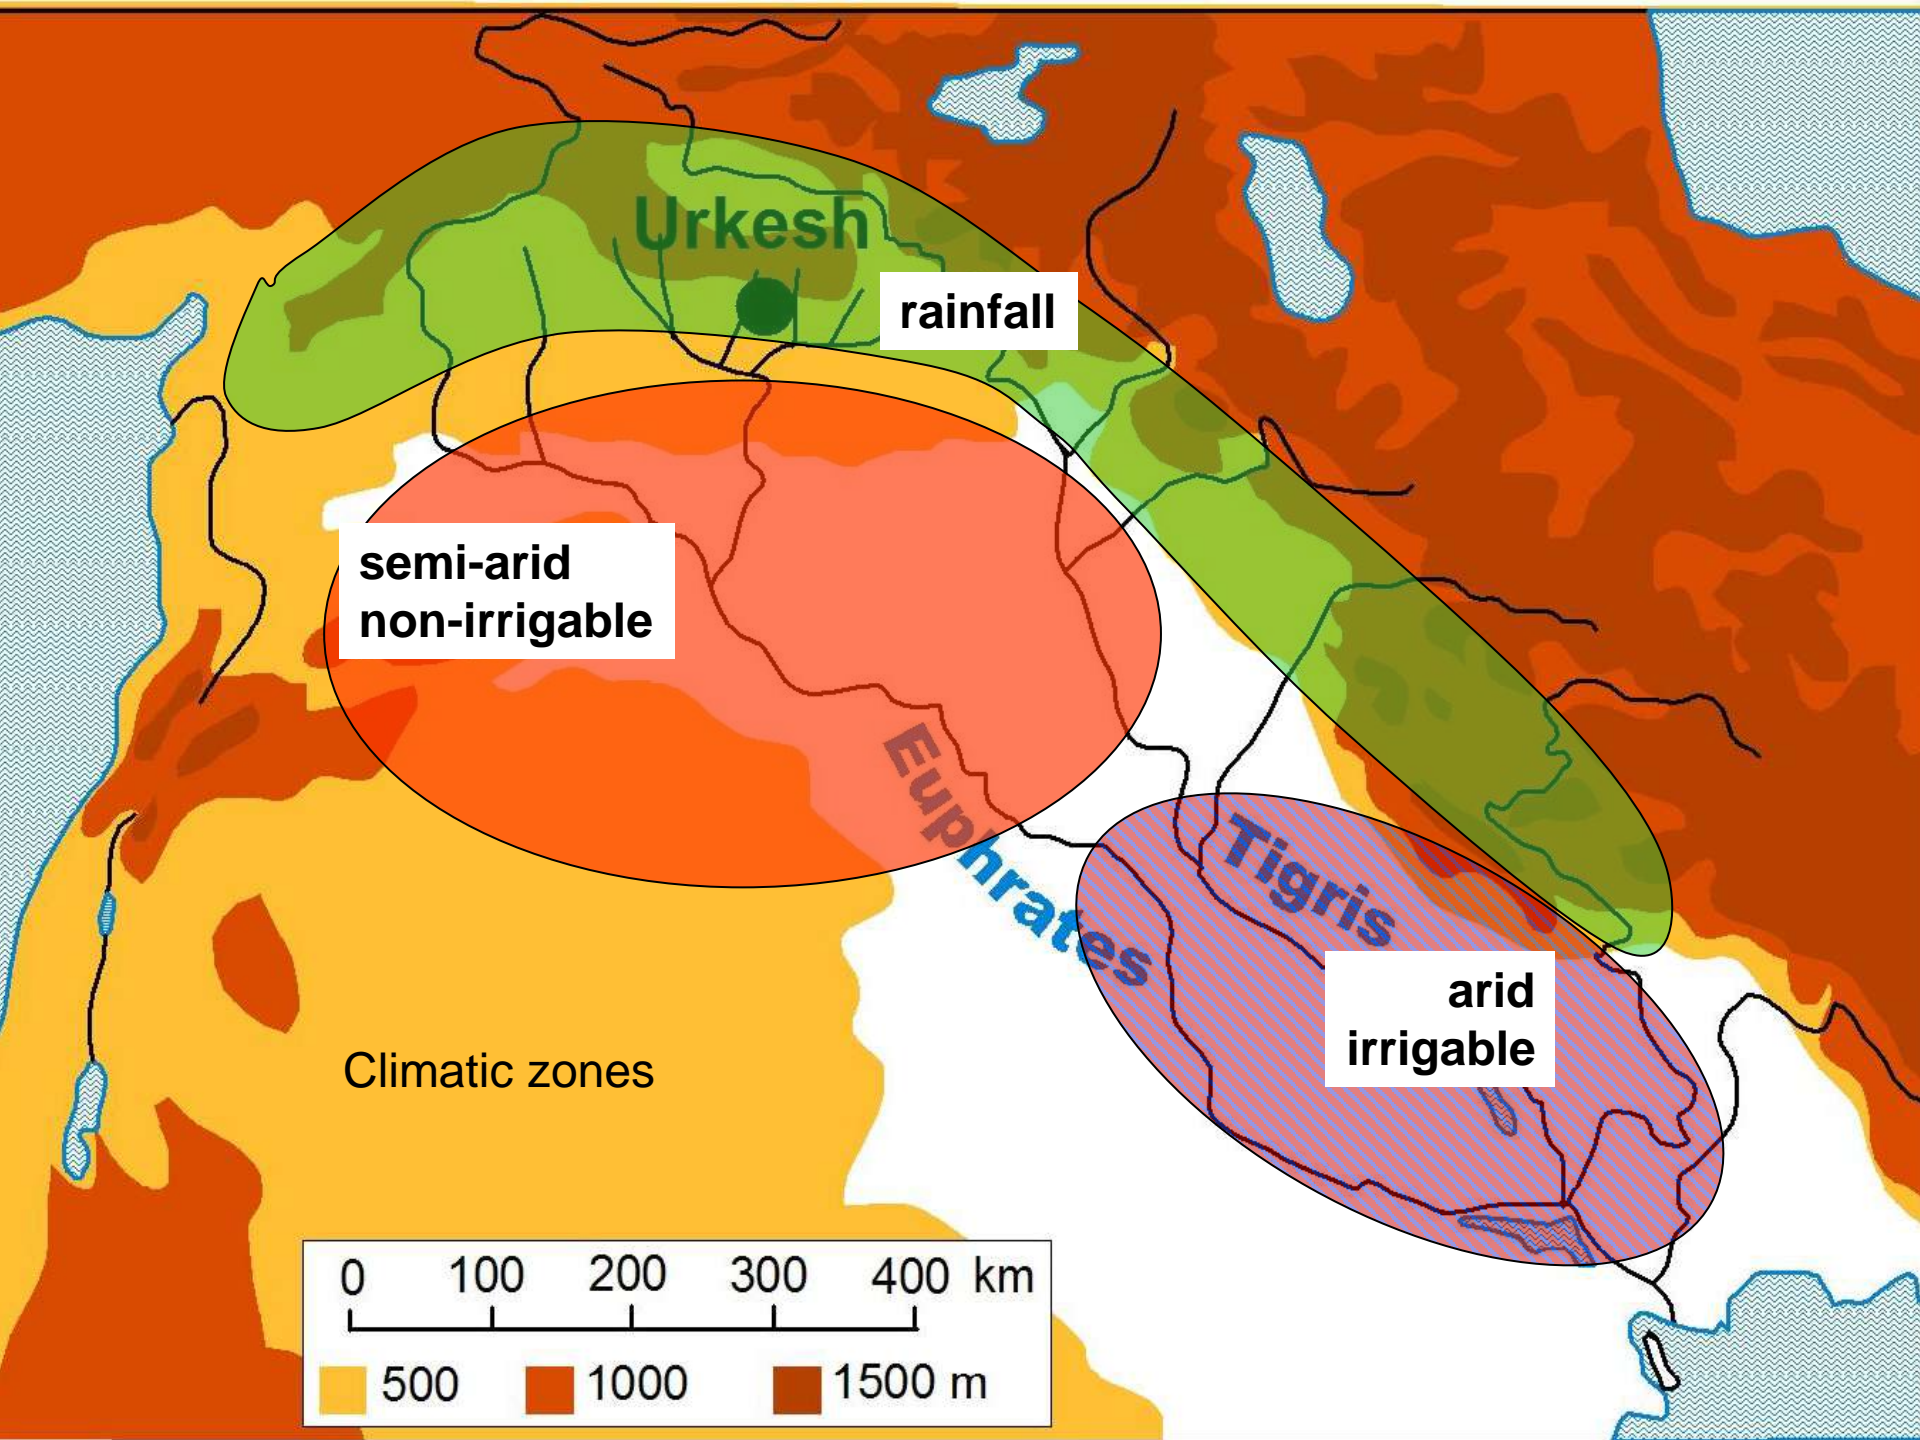 Urkesh
rainfall
semi-arid
non-irrigable
Euphrates
Tigris
arid
irrigable
Climatic zones
0 100 200 300 400 km
500 1000 1500 m